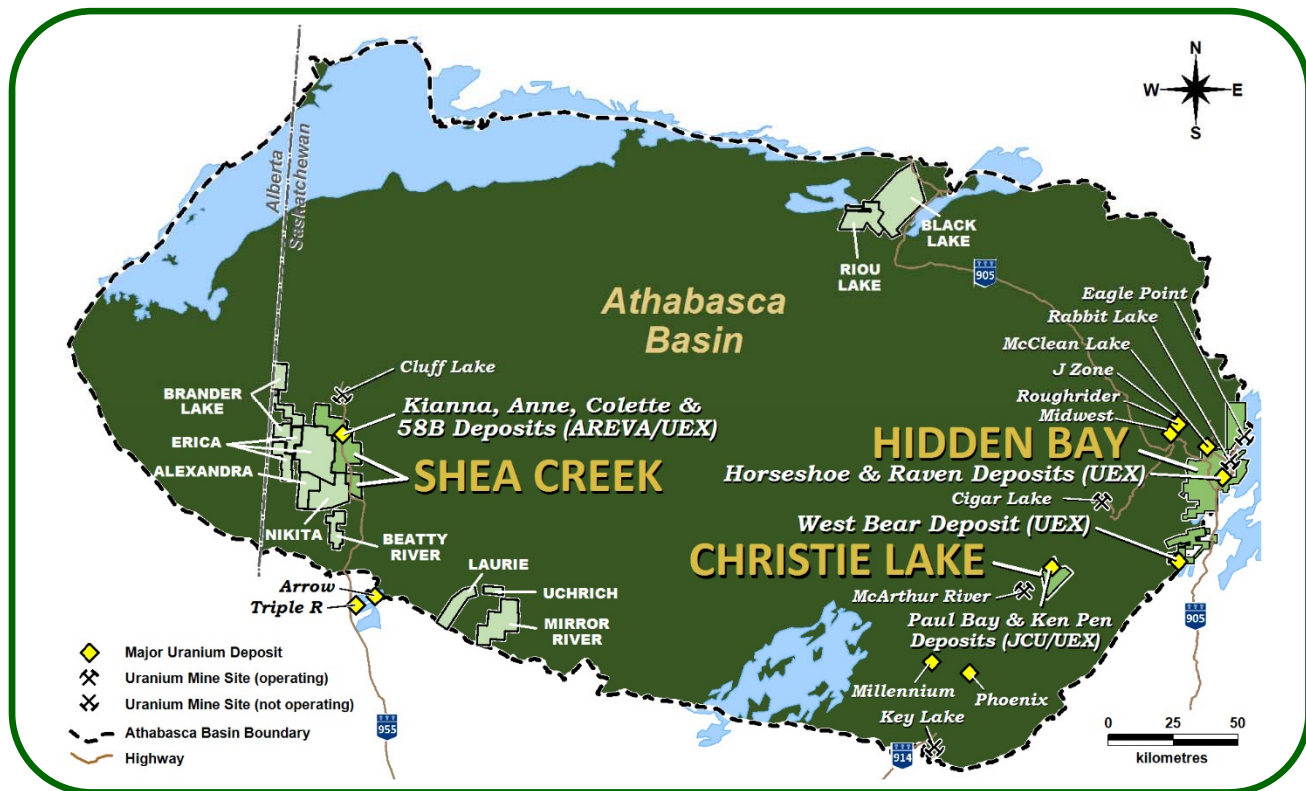 N
W
E
S
Alberta
Saskatchewan
BLACK
LAKE
RIOU
LAKE
905
Athabasca
Basin
Eagle Point
Rabbit Lake
McClean Lake
J Zone
Roughrider
Midwest
Cluff Lake
BRANDER
LAKE
Kianna, Anne, Colette &
58B Deposits (AREVA/UEX)
ERICA
ALEXANDRA
SHEA CREEK
HIDDEN BAY
Horseshoe & Raven Deposits (UEX)
Cigar Lake
West Bear Deposit (UEX)
NIKITA
BEATTY
RIVER
CHRISTIE LAKE
LAURIE
UCHRICH
MIRROR
RIVER
Arrow
Triple R
McArthur River
Paul Bay & Ken Pen
Deposits (JCU/UEX)
905
Millennium
Phoenix
Key Lake
914
955
Major Uranium Deposit
Uranium Mine Site (operating)
Uranium Mine Site (not operating)
Athabasca Basin Boundary
Highway
0 25 50
kilometres